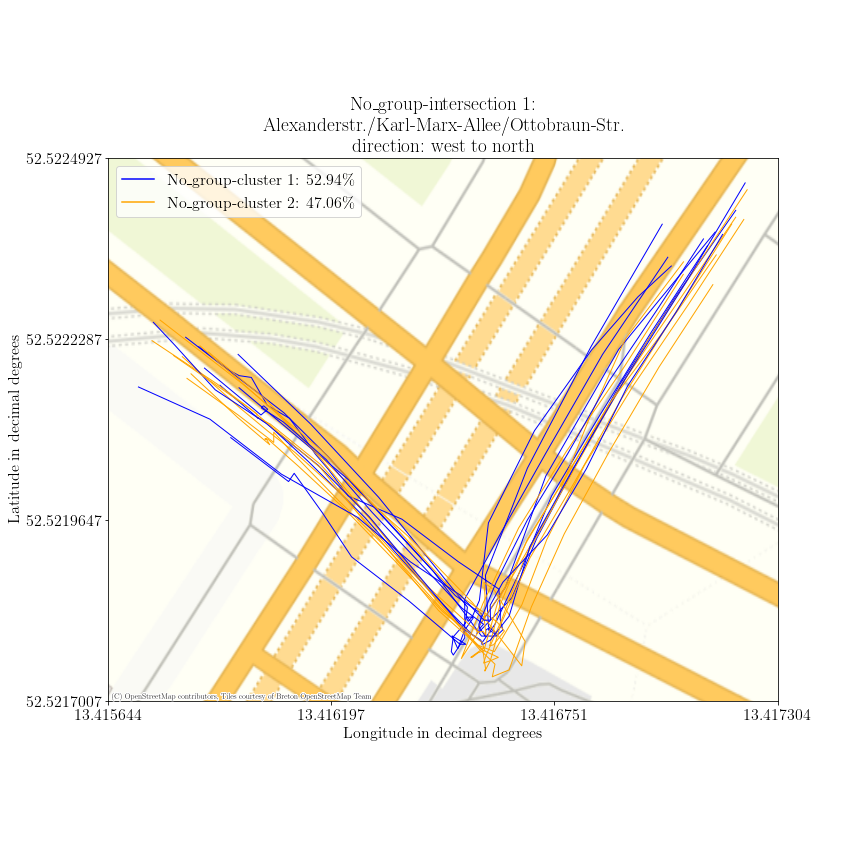 No_group-intersection 1:
Alexanderstr./Karl-Marx-Allee/Ottobraun-Str.
direction: west to north
52.5224927
No_group-cluster 1: 52.94%
No_group-cluster 2: 47.06%
52.5222287
Latitude in decimal degrees
52.5219647
52.5217007
(C) OpenStreetMap contributors, Tiles courtesy of Breton OpenStreetMap Team
13.415644
13.416197
13.416751
13.417304
Longitude in decimal degrees